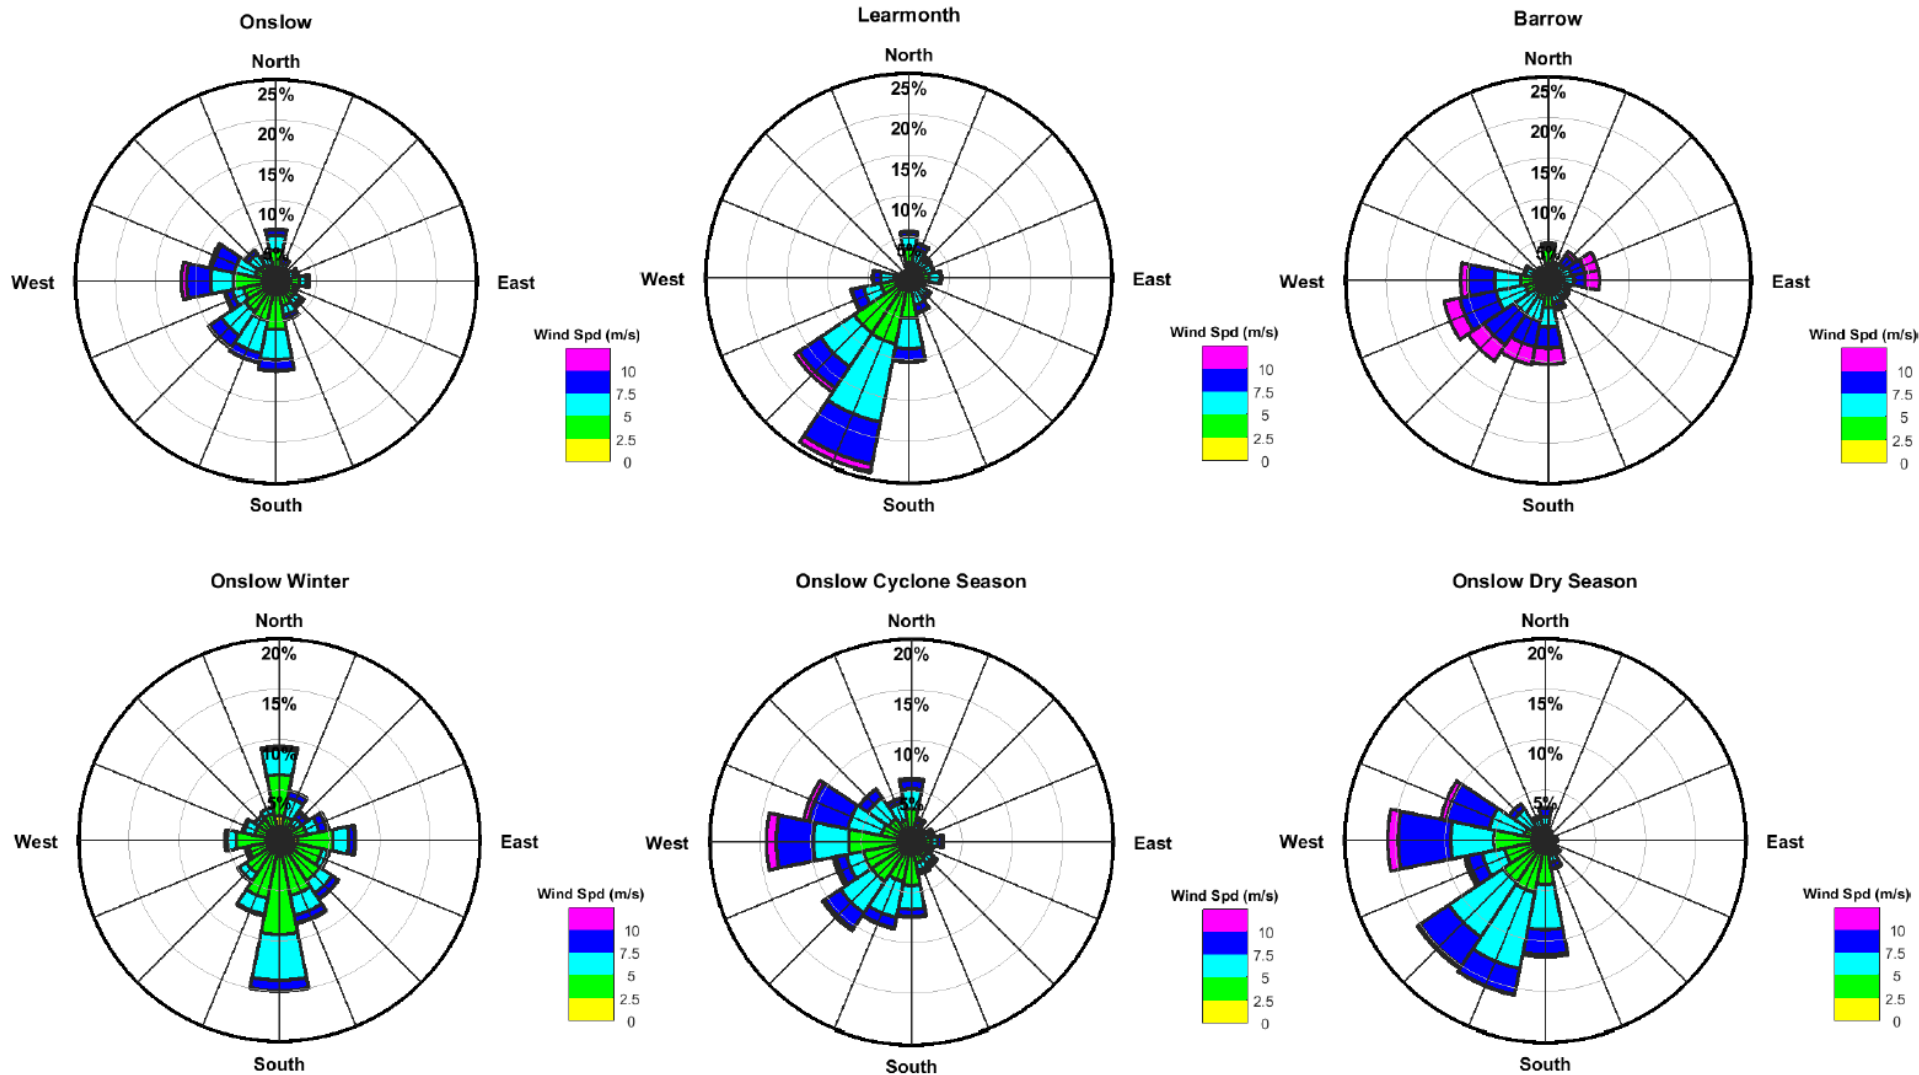 Onslow
North
25%
20%
15%
10%
5%
West
East
South
Wind Spd (m/s)
10
7.5
5
2.5
0
Learmonth
North
25%
20%
15%
10%
West
East
South
Wind Spd (m/s)
10
7.5
5
2.5
0
Barrow
North
25%
20%
15%
10%
5%
West
East
South
Wind Spd (m/s)
10
7.5
5
2.5
0
Onslow Winter
North
20%
15%
10%
5%
West
East
South
Wind Spd (m/s)
10
7.5
5
2.5
0
Onslow Cyclone Season
North
20%
15%
10%
5%
West
East
South
Wind Spd (m/s)
10
7.5
5
2.5
0
Onslow Dry Season
North
20%
15%
10%
5%
West
East
South
Wind Spd (m/s)
10
7.5
5
2.5
0